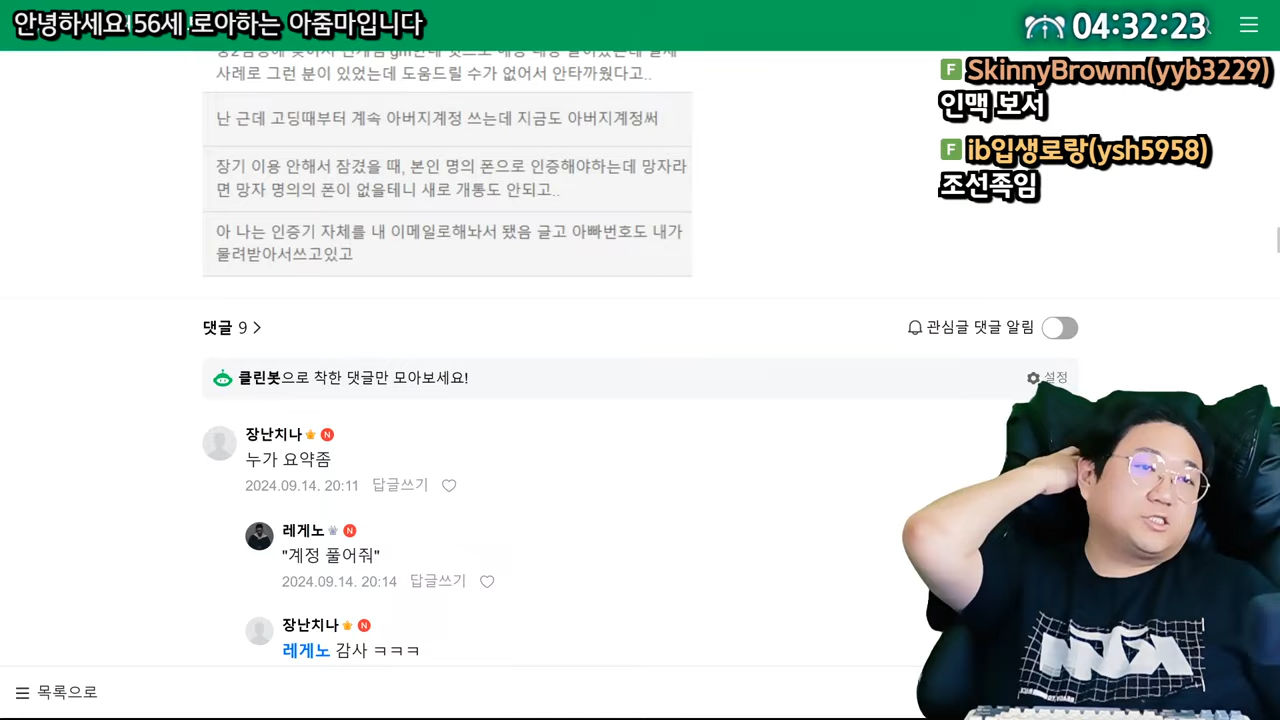 안녕하세요 56세 로아하는 아줌마입니다
04:32:23
사례로 그런 분이 있었는데 도움드릴 수가 없어서 안타까웠다고..
난 근데 고딩때부터 계속 아버지계정 쓰는데 지금도 아버지계정써
장기 이용 안해서 잠겼을 때, 본인 명의 폰으로 인증해야하는데 망자라
면 망자 명의의 폰이 없을테니 새로 개통도 안되고..
아 나는 인증기 자체를 내 이메일로해놔서 됐음 글고 아빠번호도 내가
물려받아서쓰고있고
F SkinnyBrownn(yyb3229)
인맥 보서
F ib입생로랑(ysh5958)
조선족임
댓글 9
관심글 댓글 알림
클린봇으로 착한 댓글만 모아보세요!
설정
장난치나 N
누가 요약좀
2024.09.14. 20:11 답글쓰기
레게노 N
"계정 풀어줘"
2024.09.14. 20:14 답글쓰기
장난치나 N
레게노 감사 ㅋㅋㅋ
목록으로